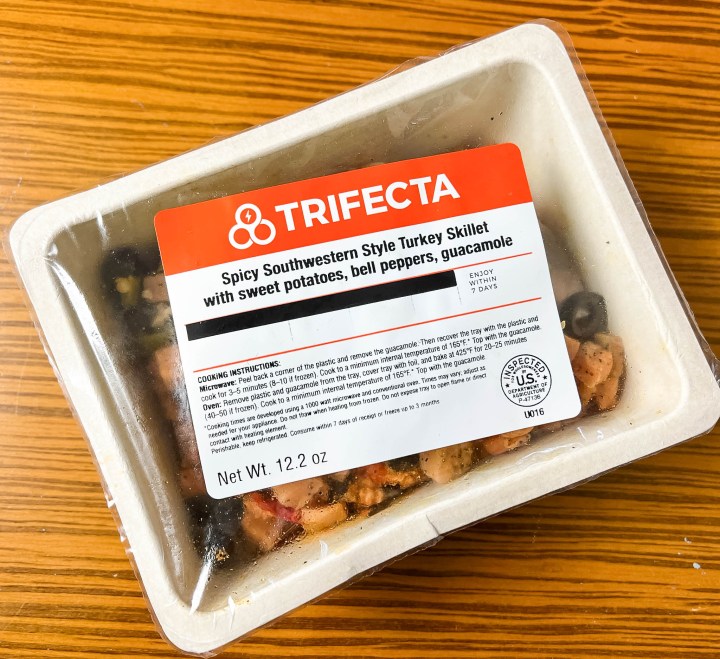 TRIFECTA
Spicy Southwestern Style Turkey Skillet
with sweet potatoes, bell peppers, guacamole
ENJOY
WITHIN
7 DAYS
COOKING INSTRUCTIONS:
Microwave: Peel back a corner of the plastic and remove the guacamole. Then recover the tray with the plastic and
cook for 3-5 minutes (8-10 if frozen). Cook to a minimum internal temperature of 165°F.* Top with the guacamole.
Oven: Remove plastic and guacamole from the tray, cover tray with foil, and bake at 425°F for 20-25 minutes
(40-50 if frozen). Cook to a minimum internal temperature of 165°F.* Top with the guacamole
*Cooking times are developed using a 1000 watt microwave and conventional oven. Times may vary, adjust as
needed for your appliance. Do not thaw when heating from frozen. Do not expose tray to open flame or direct
contact with heating element.
Perishable, keep refrigerated. Consume within 7 days of receipt or freeze up to 3 months
INSPECTED
U.S.
DEPARTMENT OF
AGRICULTURE
P-47136
Net Wt. 12.2 oz
U016